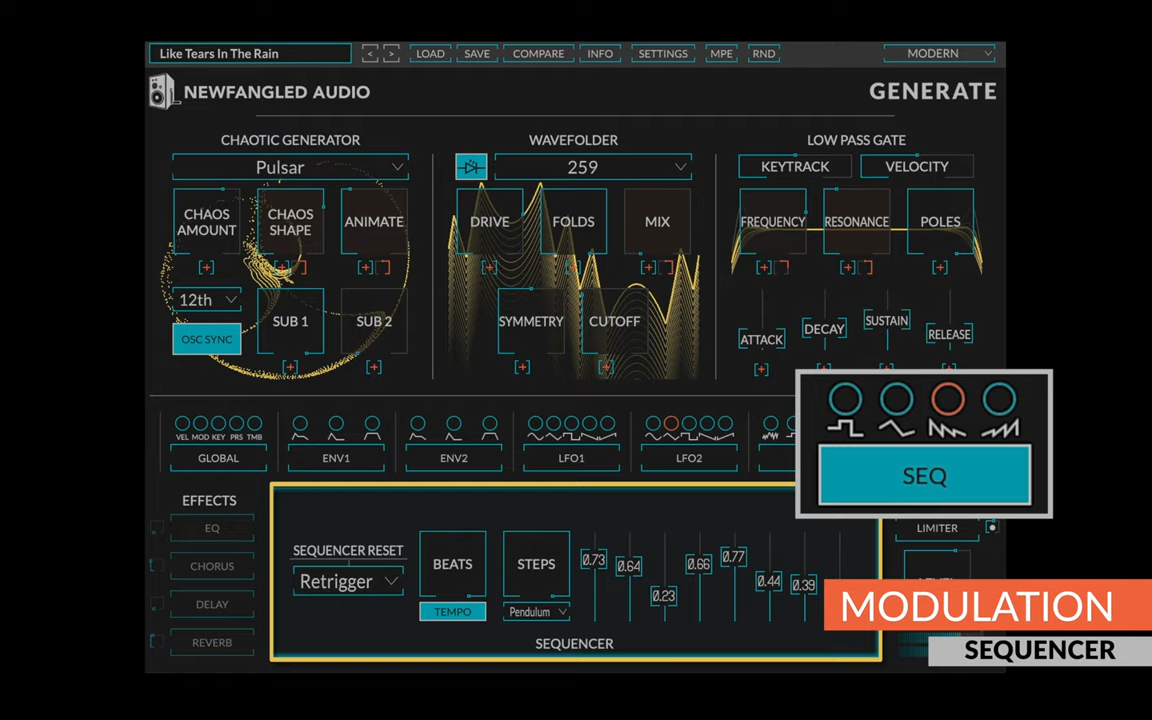 Like Tears In The Rain
< >
LOAD
SAVE
COMPARE
INFO
SETTINGS
MPE
RND
MODERN
NEWFANGLED AUDIO
GENERATE
CHAOTIC GENERATOR
Pulsar
CHAOS AMOUNT
CHAOS SHAPE
ANIMATE
12th
OSC SYNC
SUB 1
SUB 2
WAVEFOLDER
259
DRIVE
FOLDS
MIX
SYMMETRY
CUTOFF
LOW PASS GATE
KEYTRACK
VELOCITY
FREQUENCY
RESONANCE
POLES
ATTACK
DECAY
SUSTAIN
RELEASE
VEL MOD KEY PRS TMB
GLOBAL
ENV1
ENV2
LFO1
LFO2
SEQ
EFFECTS
EQ
CHORUS
DELAY
REVERB
SEQUENCER RESET
Retrigger
BEATS
TEMPO
STEPS
Pendulum
0.73
0.64
0.23
0.66
0.77
0.44
0.39
SEQUENCER
LIMITER
MODULATION
SEQUENCER